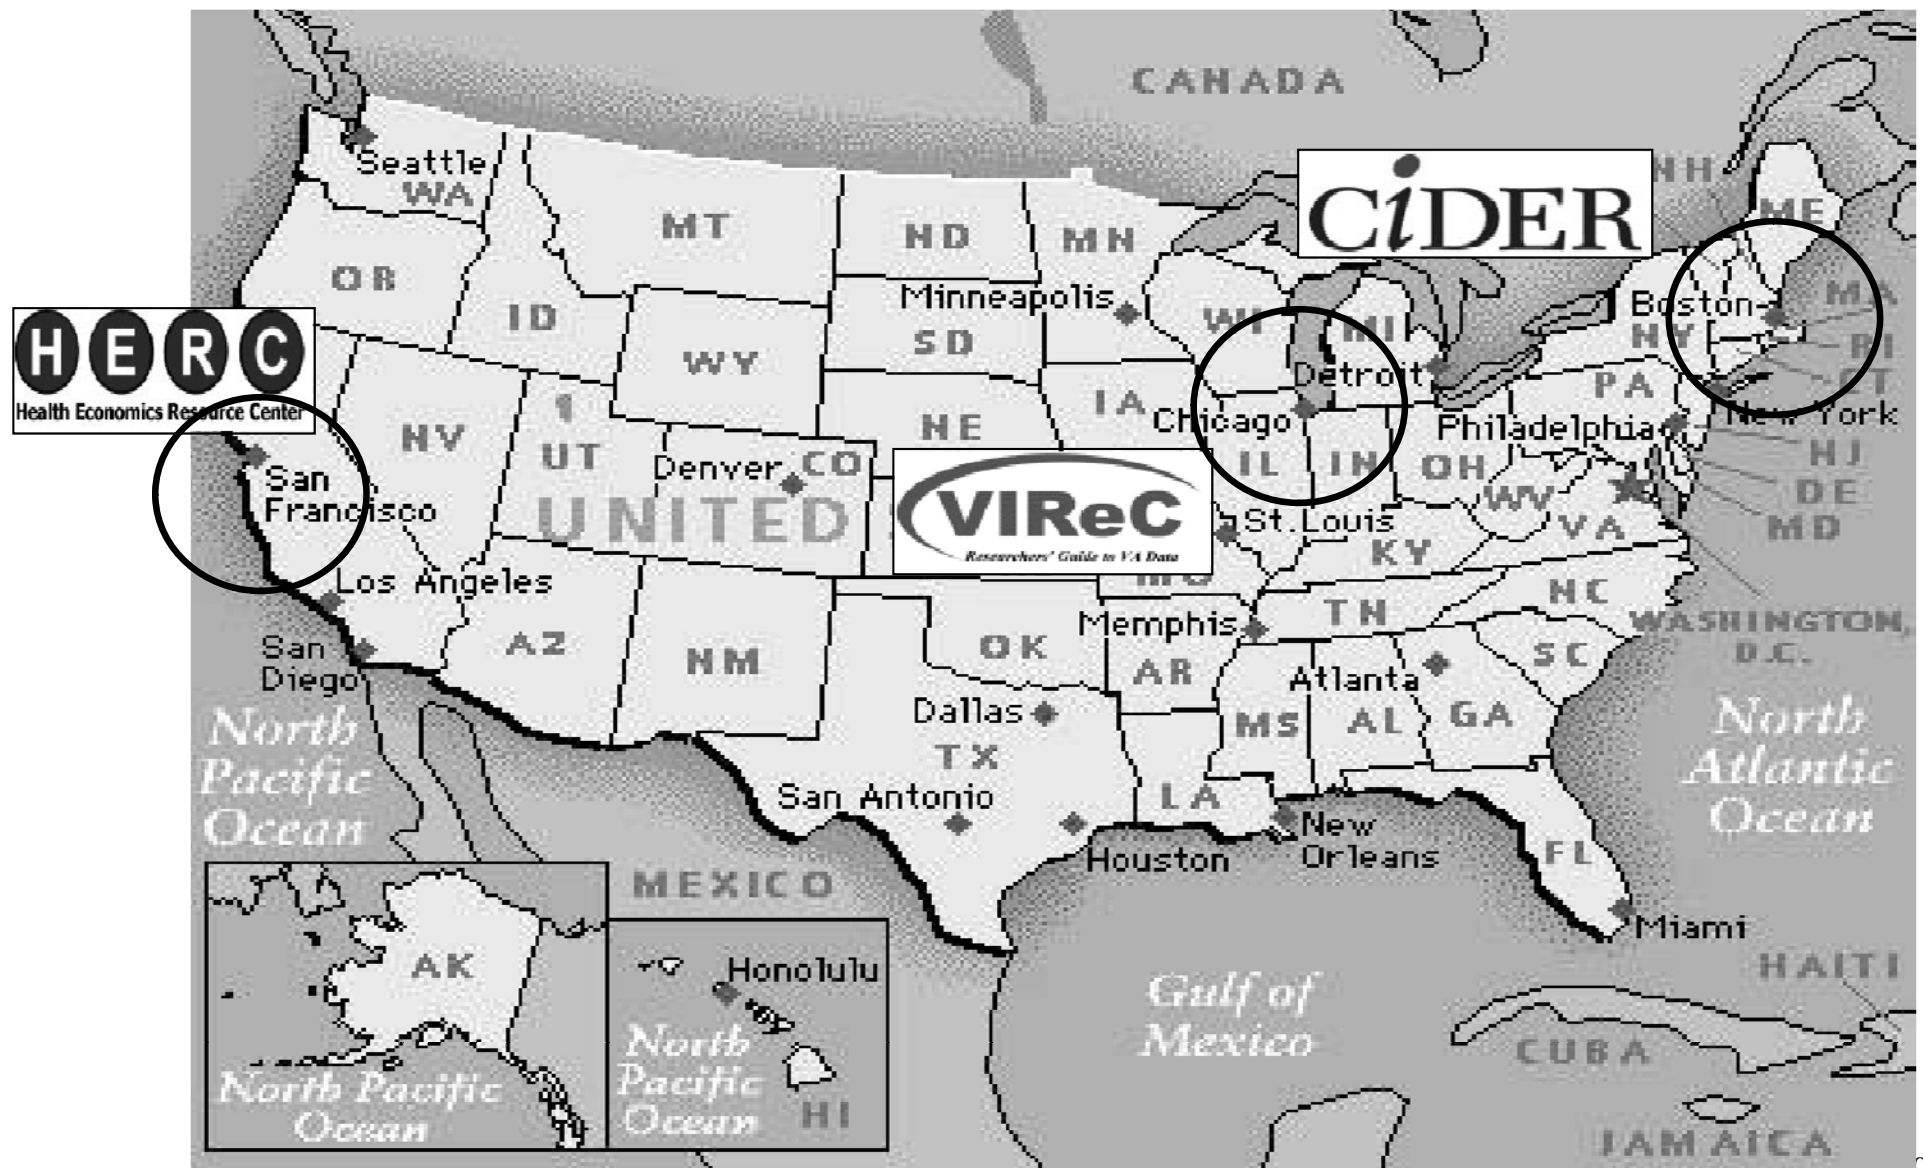 CANADA
NH
CiDER
Seattle
WA
MT
ND
MN
ME
OR
ID
Minneapolis
WI
MI
Boston
MA
HERC
Health Economics Resource Center
WY
SD
NY
RI
Detroit
PA
CT
IA
Chicago
New York
NV
UT
NE
Philadelphia
Denver
CO
IL
IN
OH
NJ
WV
DE
San
Francisco
UNITED
VIReC
Researchers' Guide to VA Data
St.Louis
VA
MD
KY
Los Angeles
MO
NC
Memphis
TN
WASHINGTON,
D.C.
San
Diego
AZ
NM
OK
AR
SC
Atlanta
Dallas
MS
AL
GA
North
Pacific
Ocean
North
Atlantic
Ocean
TX
San Antonio
LA
New
Orleans
Houston
FL
MEXICO
Miami
AK
Honolulu
HAITI
Gulf of
Mexico
North
Pacific
Ocean
CUBA
North Pacific
Ocean
HI
JAMAICA